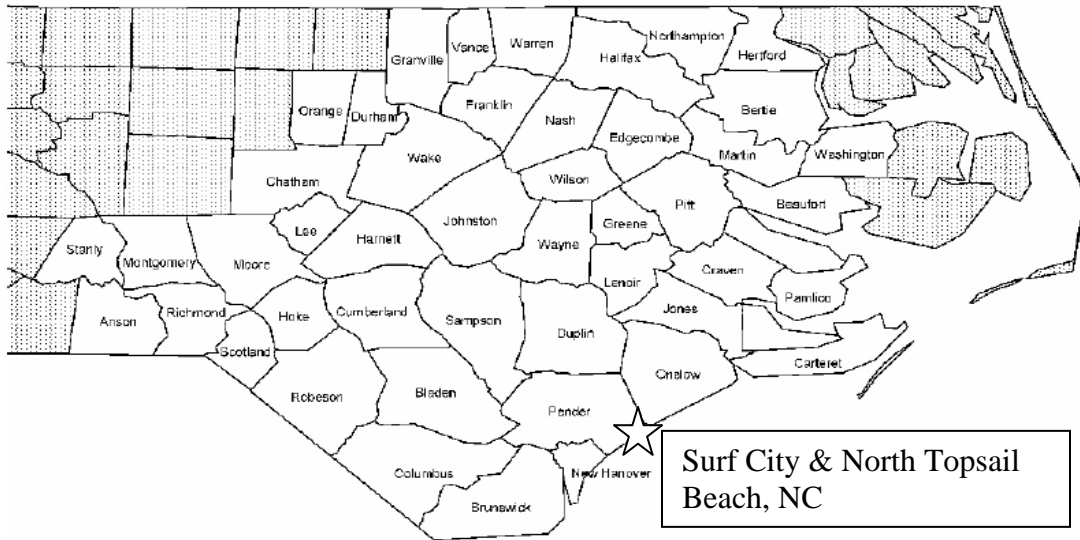 Northampton
Vance
Warren
Hertford
Granville
Halifax
Franklin
Bertie
Orange
Durham
Nash
Edgecombe
Wake
Martin
Washington
Chatham
Wilson
Johnston
Pitt
Beaufort
Lee
Greene
Harnett
Wayne
Stanly
Montgomery
Moore
Craven
Lenoir
Pamlico
Richmond
Hoke
Cumberland
Sampson
Jones
Anson
Duplin
Scotland
Carteret
Onslow
Robeson
Bladen
Pender
Columbus
New Hanover
Brunswick
Surf City & North Topsail
Beach, NC